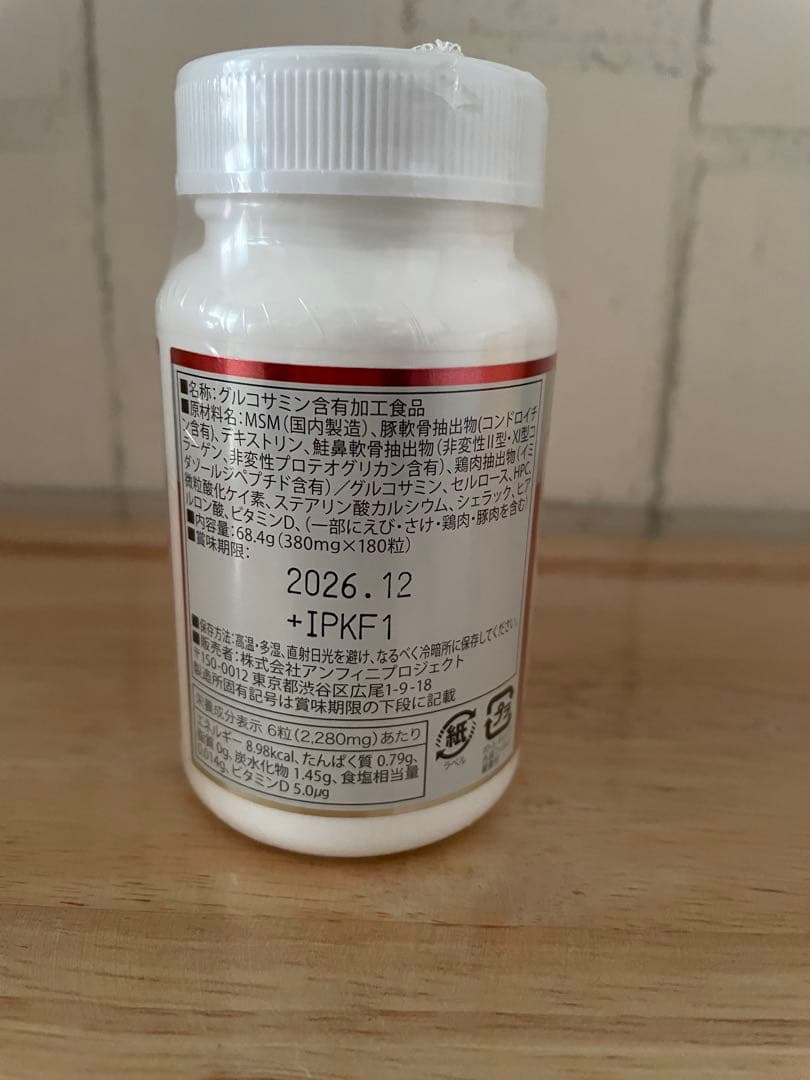 ■名称:グルコサミン含有加工食品
■原材料名:MSM(国内製造)、豚軟骨抽出物(コンドロイチ
ン含有)、デキストリン、鮭鼻軟骨抽出物(非変性II型・XI型コ
ラーゲン、非変性プロテオグリカン含有)、鶏肉抽出物(イミ
ダゾールジペプチド含有)/グルコサミン、セルロース、HPC、
微粒酸化ケイ素、ステアリン酸カルシウム、シェラック、ヒア
ルロン酸、ビタミンD、(一部にえび・さけ・鶏肉・豚肉を含む)
■内容量:68.4g(380mg×180粒)
■賞味期限:
2026.12
+IPKF1
■保存方法:高温・多湿、直射日光を避け、なるべく冷暗所に保存してください。
■販売者:株式会社アンフィニプロジェクト
〒150-0012 東京都渋谷区広尾1-9-18
製造所固有記号は賞味期限の下段に記載
栄養成分表示 6粒(2,280mg)あたり
エネルギー 8.98kcal、たんぱく質 0.79g、
脂質 0g、炭水化物 1.45g、食塩相当量
0.014g、ビタミンD 5.0μg
紙
ラベル
プラ